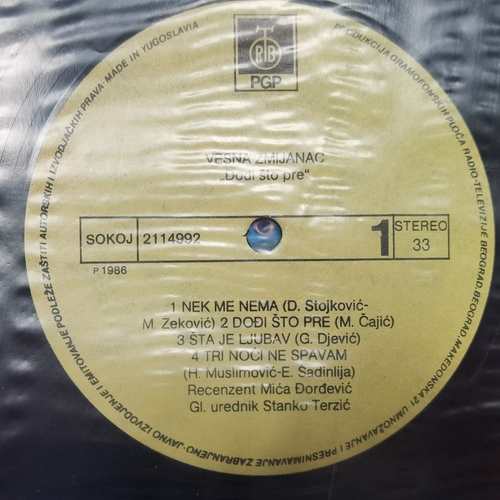 RTB
PGP
VESNA ZMIJANAC
„Dođi što pre“
SOKOJ 2114992 1 STEREO
33
P 1986
1 NEK ME NEMA (D. Stojković-
M. Zeković) 2 DOĐI ŠTO PRE (M. Čajić)
3 ŠTA JE LJUBAV (G. Djević)
4 TRI NOĆI NE SPAVAM
(H. Muslimović-E. Sadinlija)
Recenzent Mića Đorđević
Gl. urednik Stanko Terzić
PRODUKCIJA GRAMOFONSKIH PLOČA RADIO-TELEVIZIJE BEOGRAD, BEOGRAD, MAKEDONSKA 21 UMNOŽAVANJE I PRESNIMAVANJE ZABRANJENO·JAVNO IZVOĐENJE I EMITOVANJE PODLEŽE ZAŠTITI AUTORSKIH I IZVOĐAČKIH PRAVA·MADE IN YUGOSLAVIA